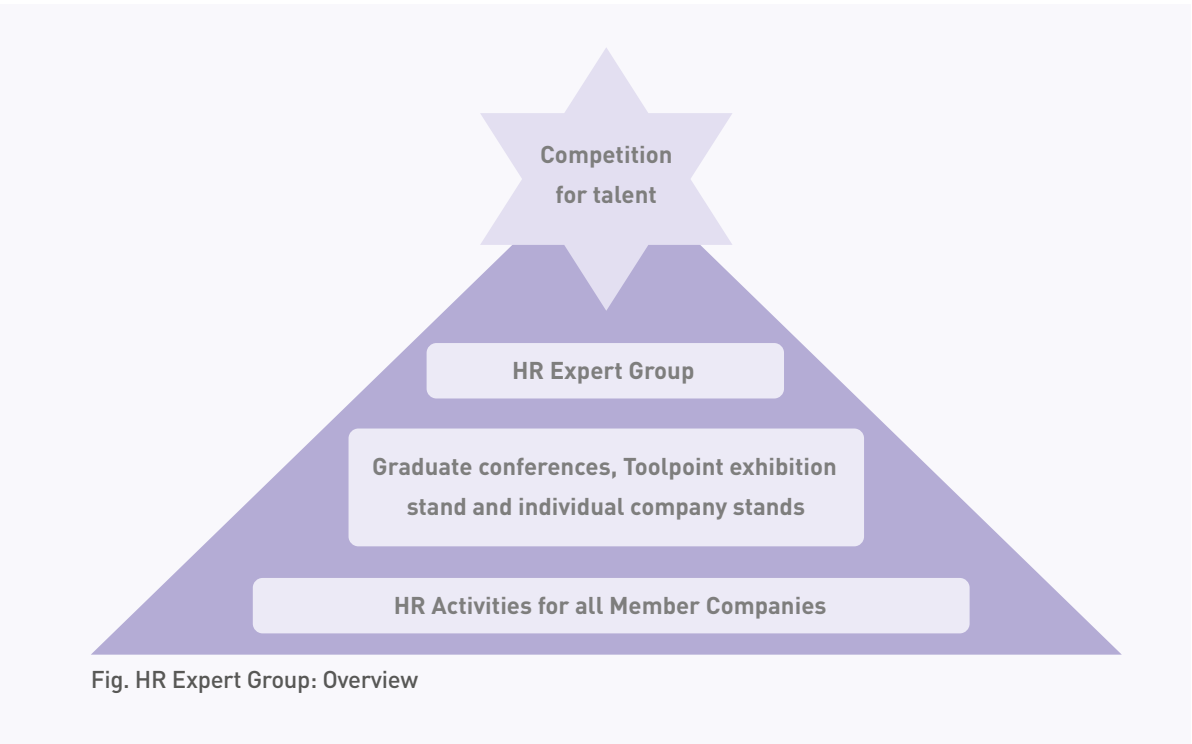 Competition
for talent
HR Expert Group
Graduate conferences, Toolpoint exhibition
stand and individual company stands
HR Activities for all Member Companies
Fig. HR Expert Group: Overview